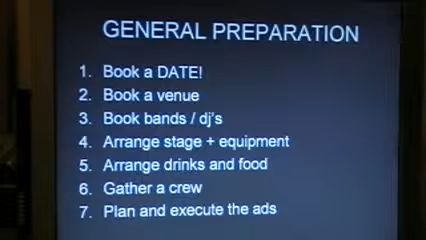 GENERAL PREPARATION
1. Book a DATE!
2. Book a venue
3. Book bands / dj's
4. Arrange stage + equipment
5. Arrange drinks and food
6. Gather a crew
7. Plan and execute the ads